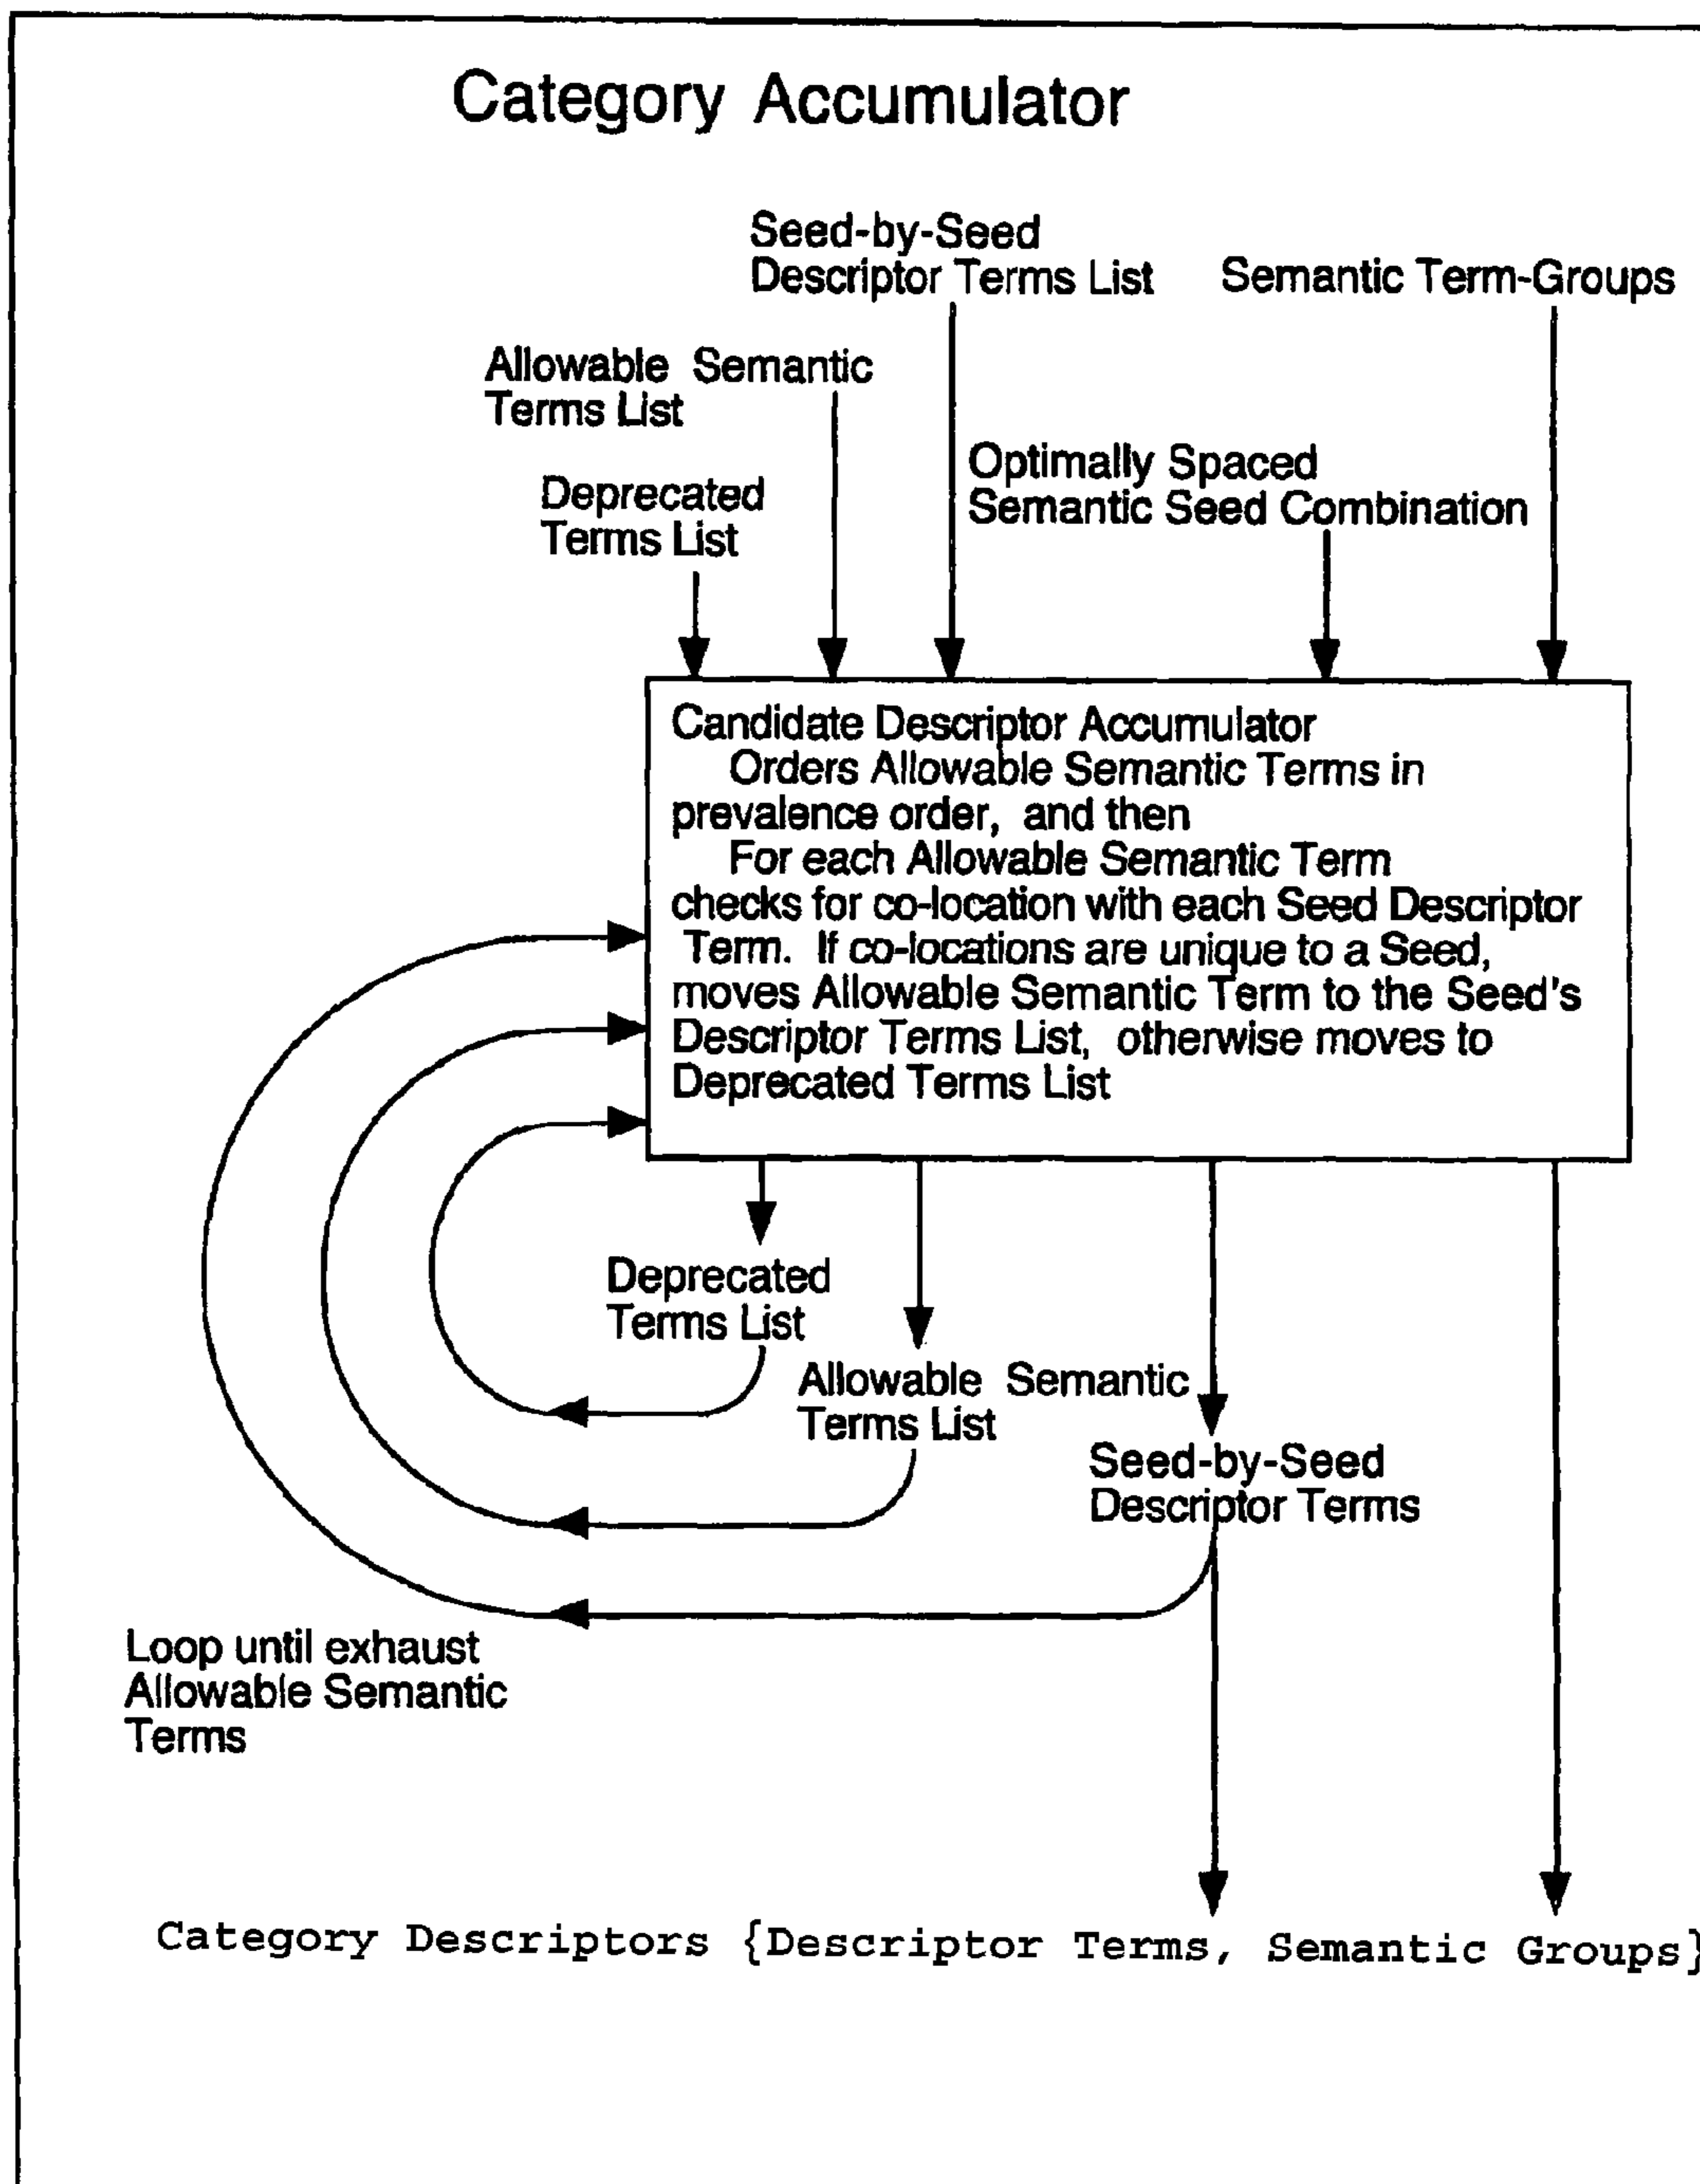 Category Accumulator
Seed-by-Seed
Descriptor Terms List
Semantic Term-Groups
Allowable Semantic
Terms List
Optimally Spaced
Semantic Seed Combination
Deprecated
Terms List
Candidate Descriptor Accumulator
Orders Allowable Semantic Terms in
prevalence order, and then
For each Allowable Semantic Term
checks for co-location with each Seed Descriptor
Term. If co-locations are unique to a Seed,
moves Allowable Semantic Term to the Seed's
Descriptor Terms List, otherwise moves to
Deprecated Terms List
Deprecated
Terms List
Allowable Semantic
Terms List
Seed-by-Seed
Descriptor Terms
Loop until exhaust
Allowable Semantic
Terms
Category Descriptors {Descriptor Terms, Semantic Groups}